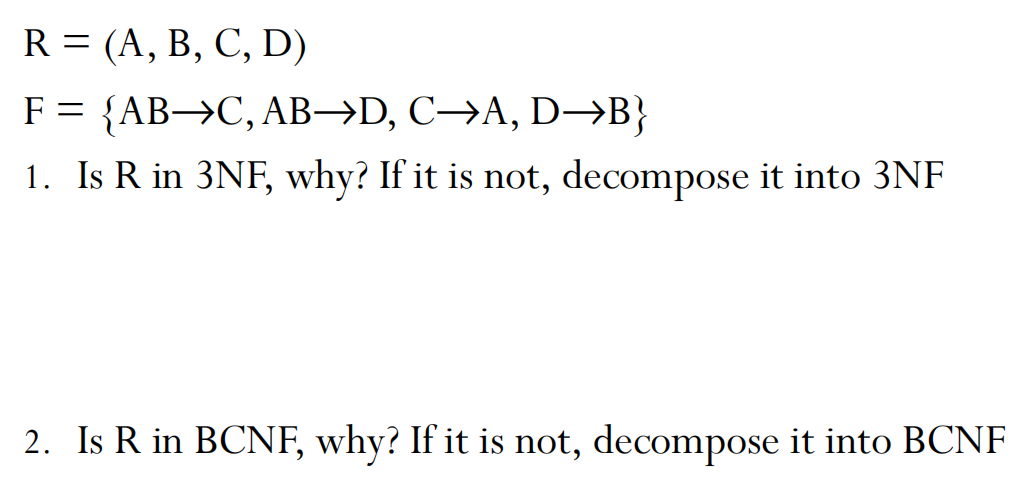 R = (A, B, C, D)
F = {AB→C, AB→D, C→A, D→B}
1. Is R in 3NF, why? If it is not, decompose it into 3NF
2. Is R in BCNF, why? If it is not, decompose it into BCNF